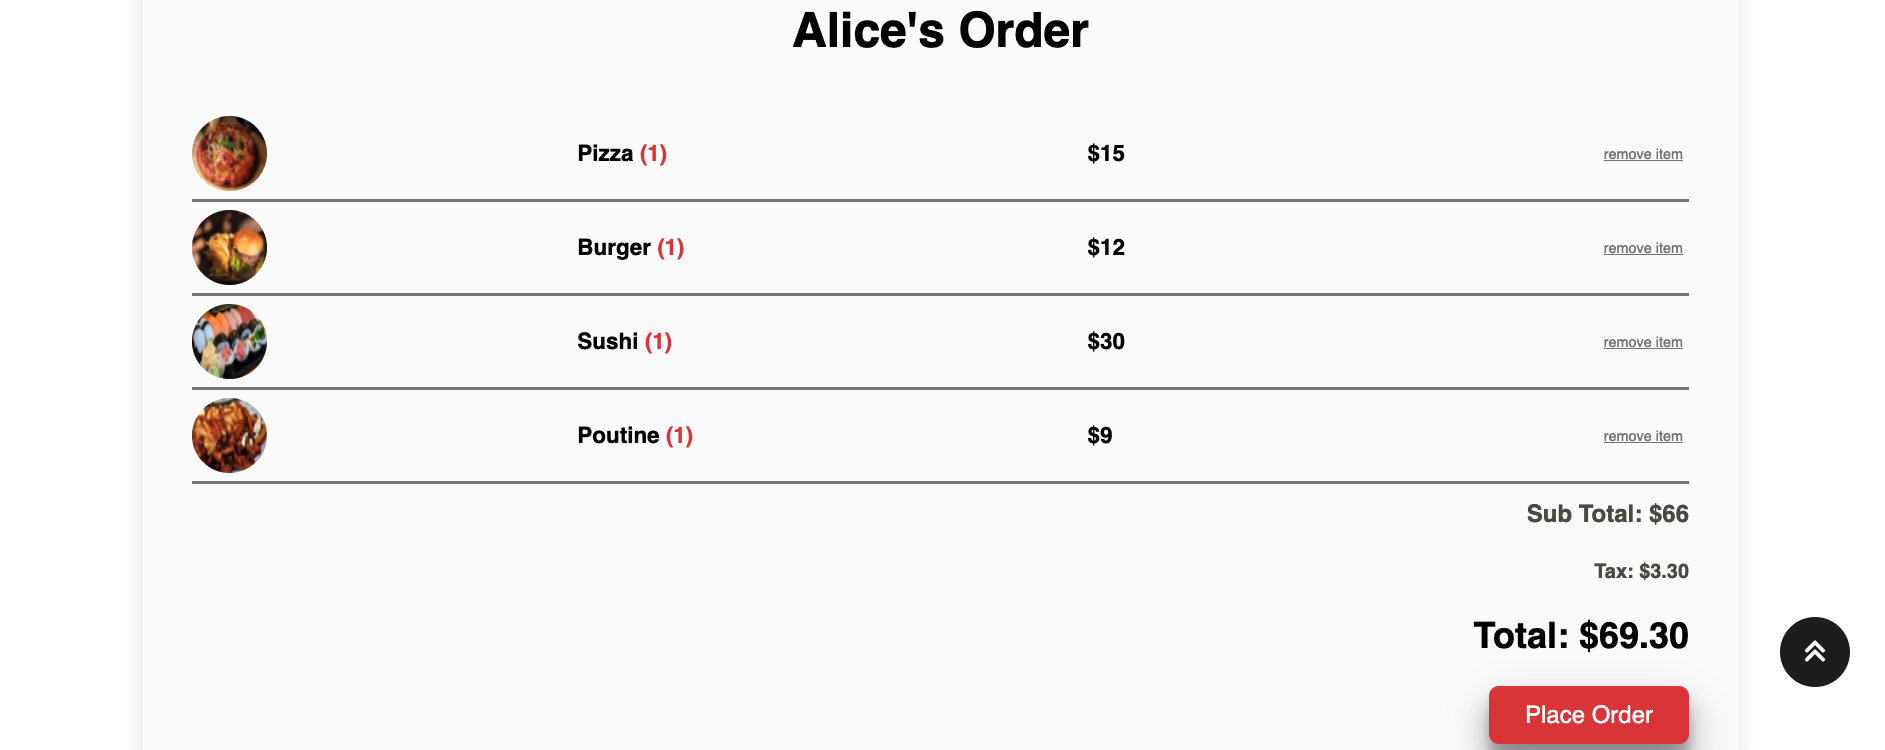 Alice's Order
Pizza (1) $15 remove item
Burger (1) $12 remove item
Sushi (1) $30 remove item
Poutine (1) $9 remove item
Sub Total: $66
Tax: $3.30
Total: $69.30
Place Order